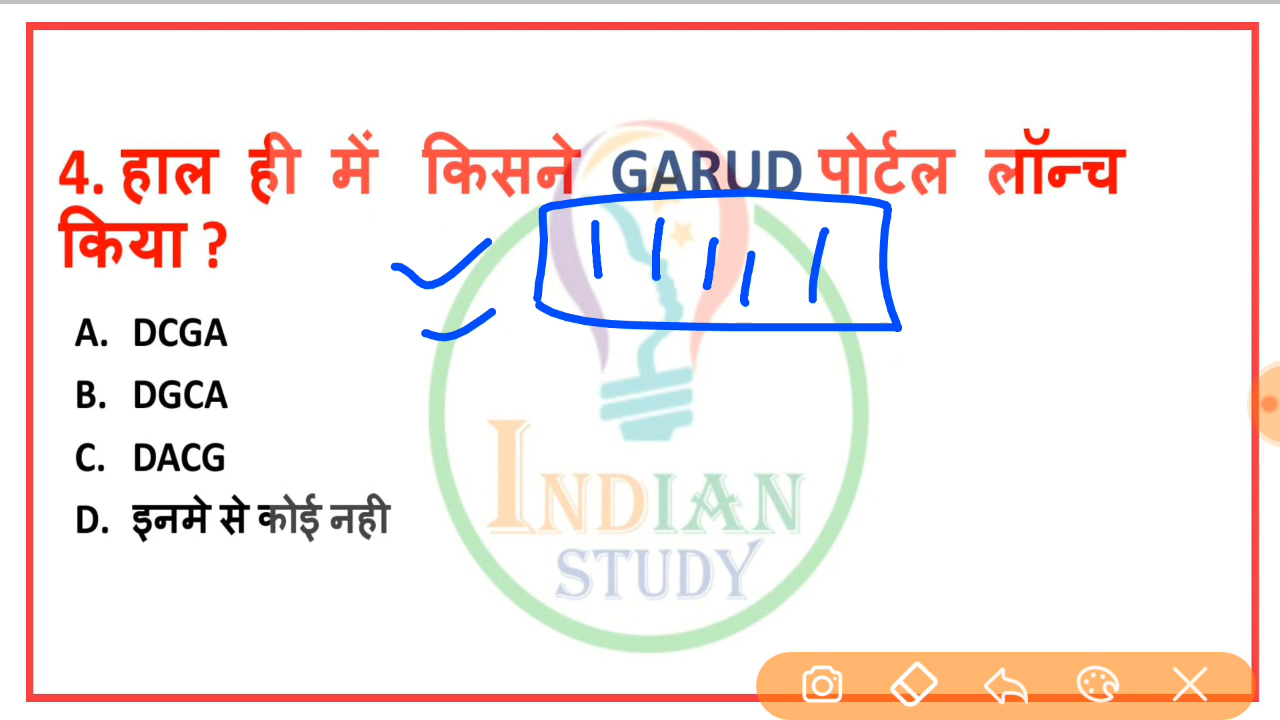 4. हाल ही में किसने GARUD पोर्टल लॉन्च
किया ?
A. DCGA
B. DGCA
C. DACG
D. इनमे से कोई नही
INDIAN
STUDY